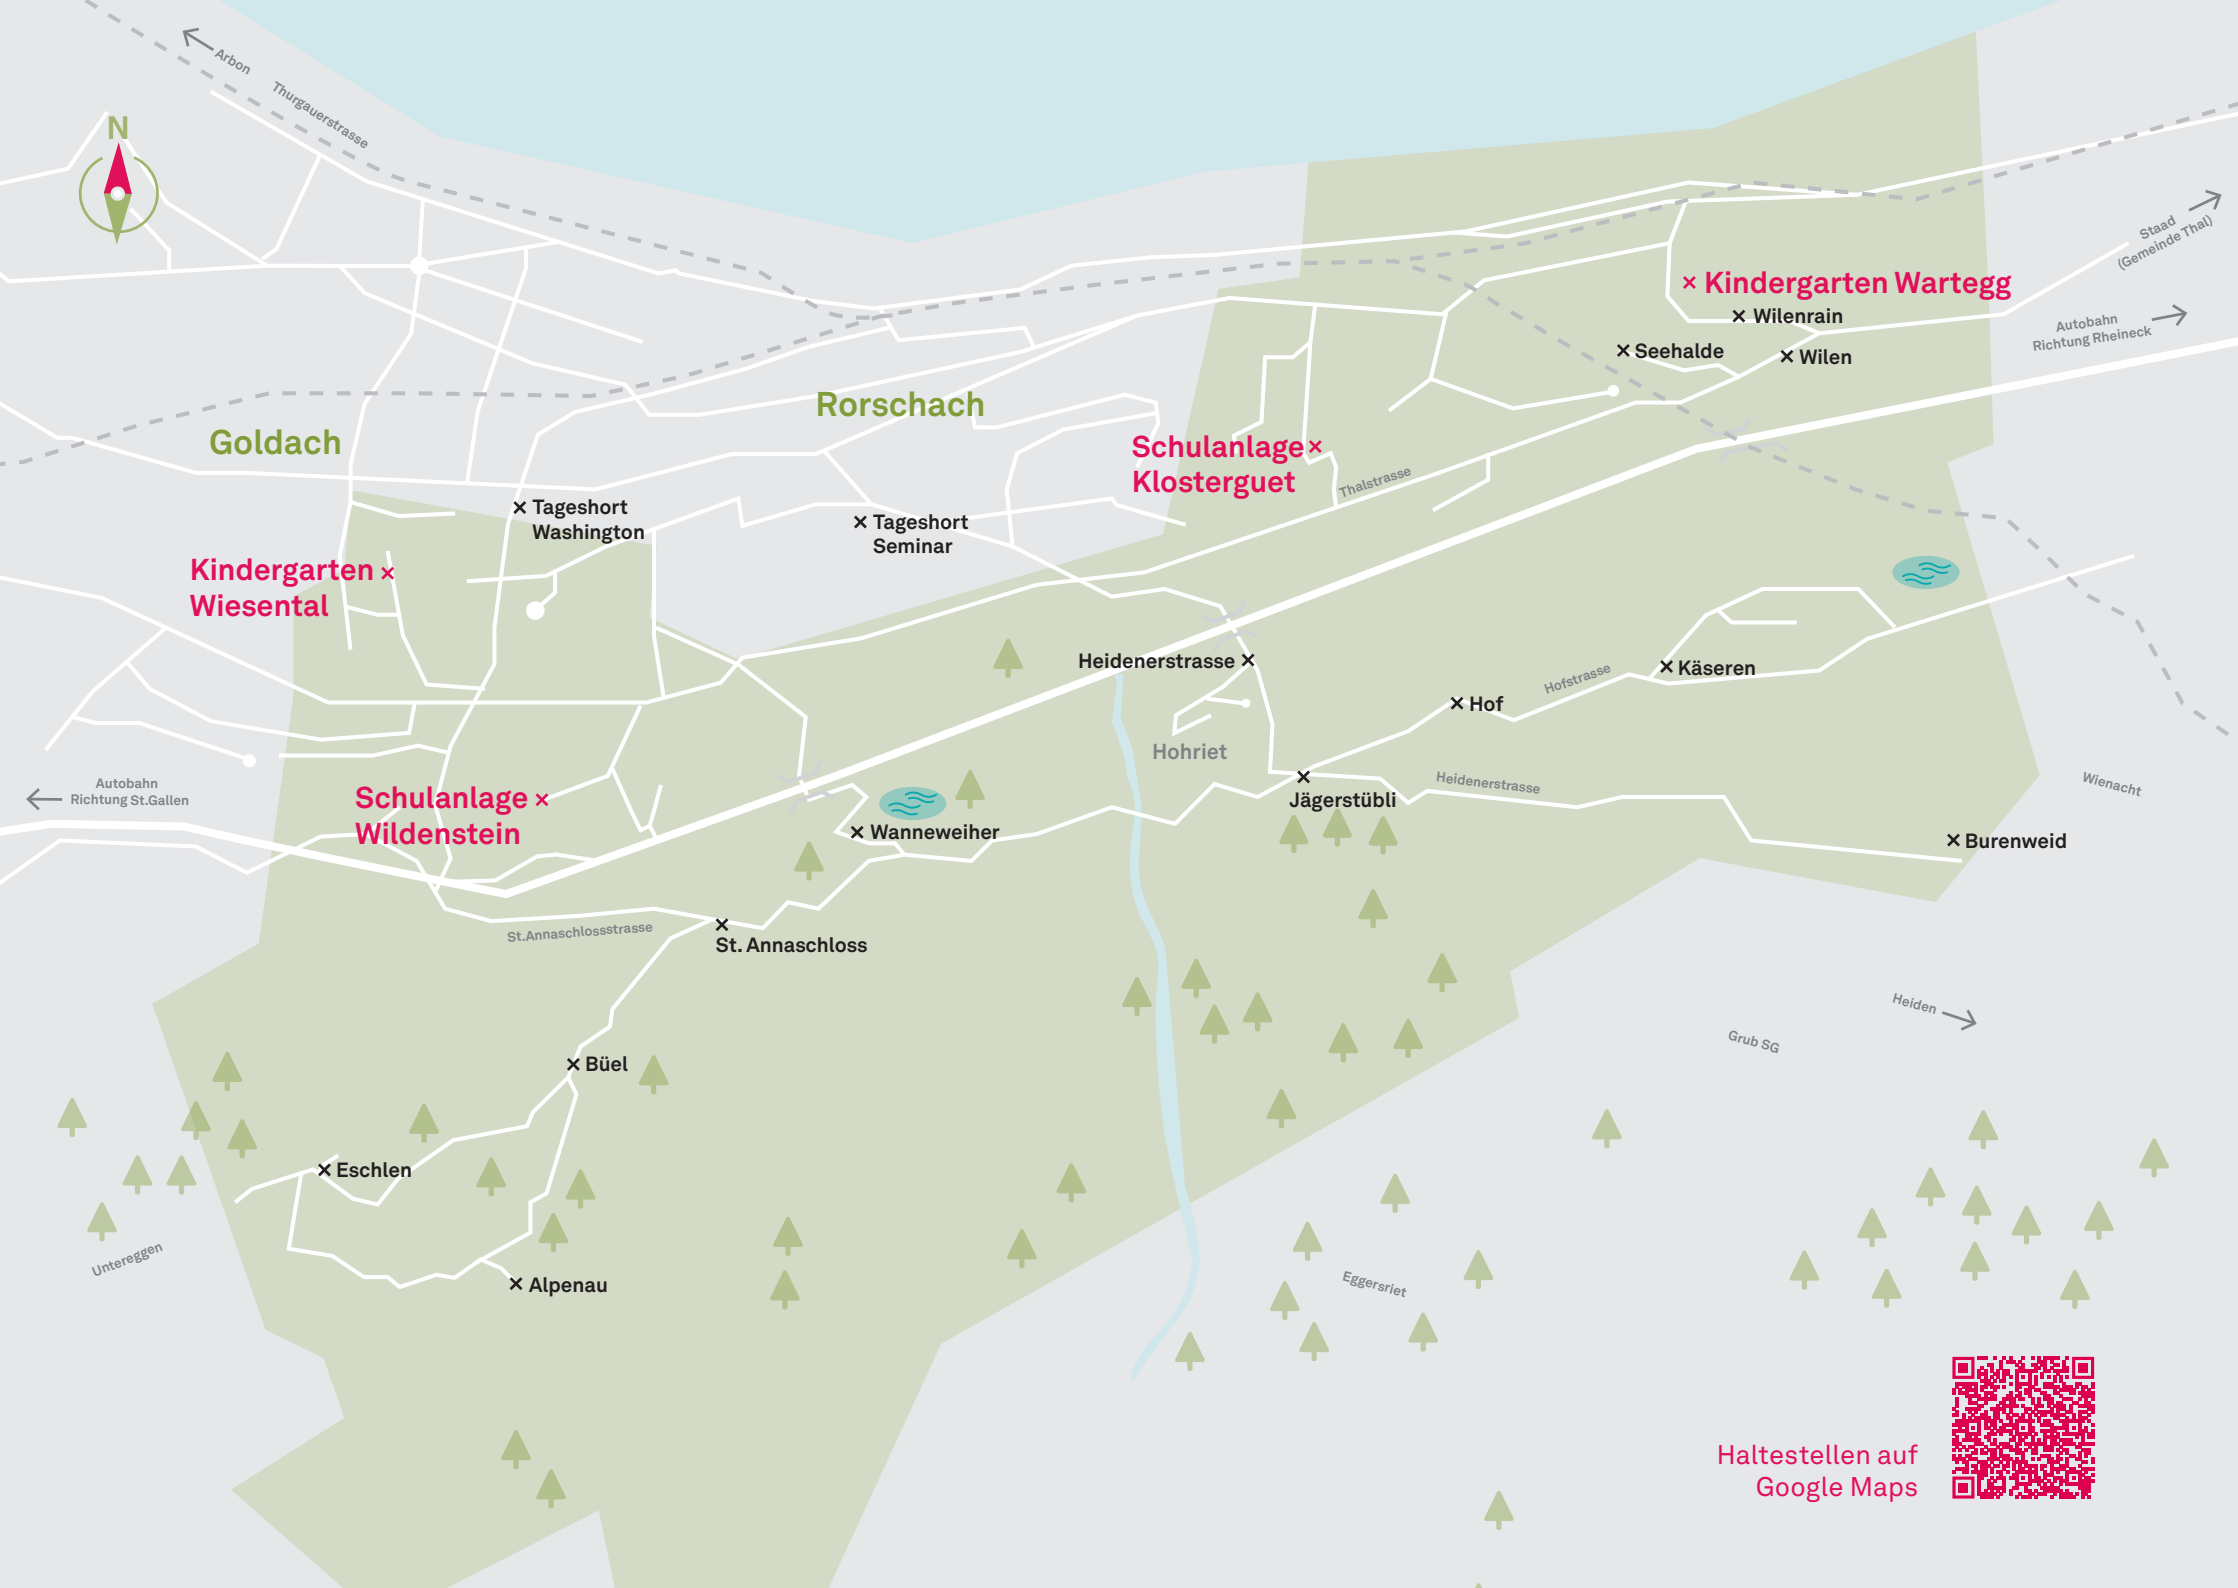 Arbon
Thurgauerstrasse
N
Staad
(Gemeinde Thal)
Kindergarten Wartegg
Wilenrain
Autobahn
Richtung Rheineck
Seehalde
Wilen
Rorschach
Goldach
Schulanlage
Klosterguet
Thalstrasse
Tageshort
Washington
Tageshort
Seminar
Kindergarten
Wiesental
Heidenerstrasse
Käseren
Hofstrasse
Hof
Hohriet
Autobahn
Richtung St.Gallen
Schulanlage
Wildenstein
Heidenerstrasse
Wienacht
Jägerstübli
Wanneweiher
Burenweid
St.Annaschlossstrasse
St. Annaschloss
Heiden
Grub SG
Büel
Eschlen
Untereggen
Alpenau
Eggersriet
Haltestellen auf
Google Maps